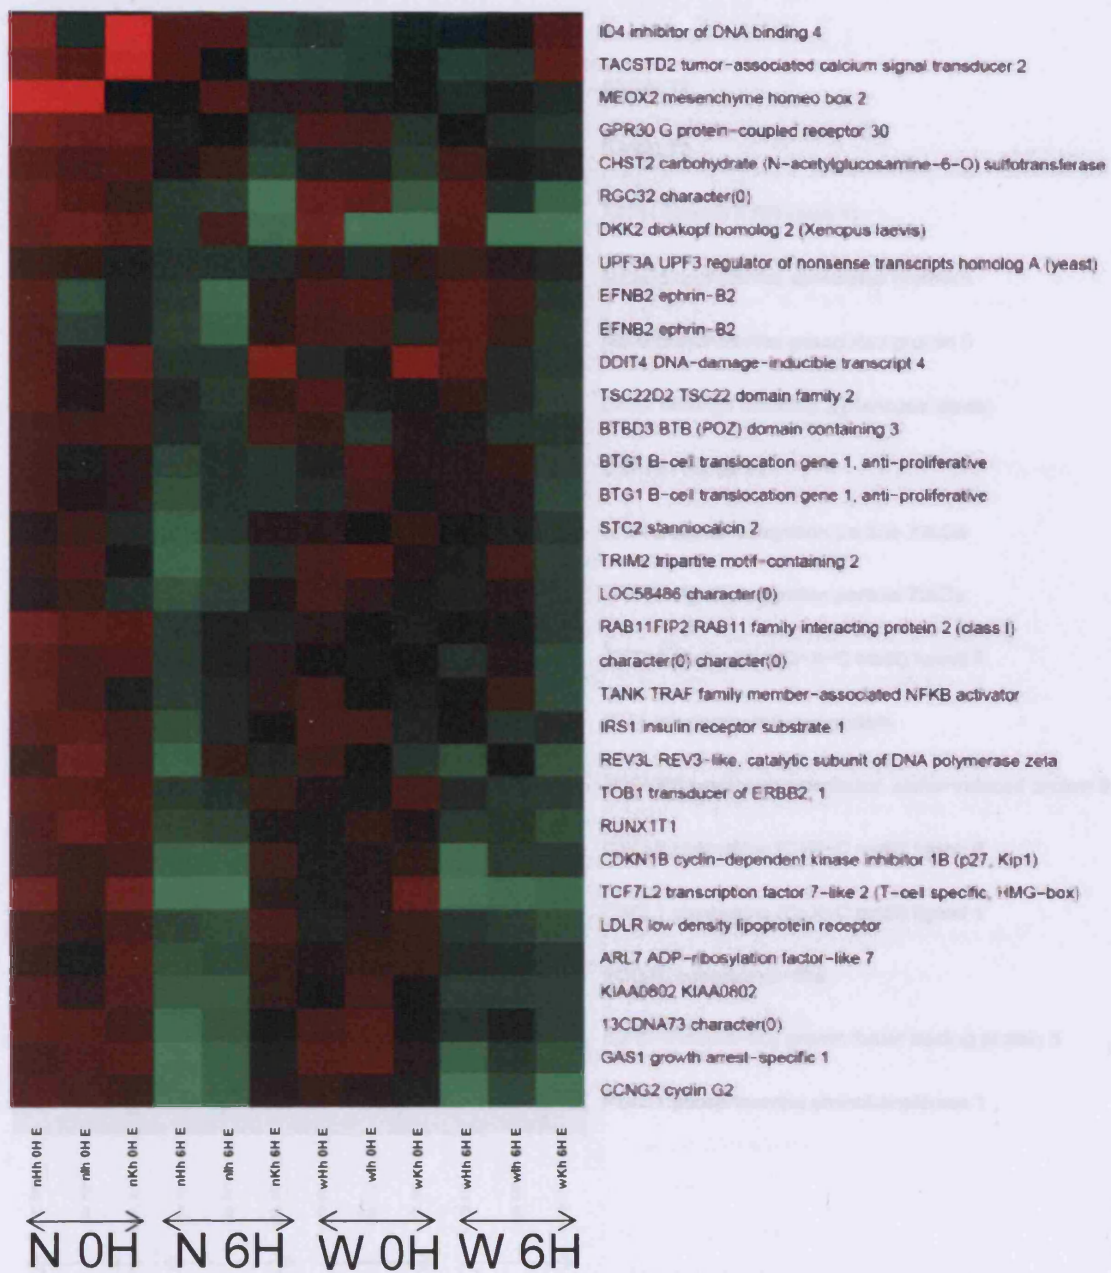 ID4 inhibitor of DNA binding 4
TACSTD2 tumor-associated calcium signal transducer 2
MEOX2 mesenchyme homeo box 2
GPR30 G protein-coupled receptor 30
CHST2 carbohydrate (N-acetylglucosamine-6-O) sulfotransferase
RGC32 character(0)
DKK2 dickkopf homolog 2 (Xenopus laevis)
UPF3A UPF3 regulator of nonsense transcripts homolog A (yeast)
EFNB2 ephrin-B2
EFNB2 ephrin-B2
DDIT4 DNA-damage-inducible transcript 4
TSC22D2 TSC22 domain family 2
BTBD3 BTB (POZ) domain containing 3
BTG1 B-cell translocation gene 1, anti-proliferative
BTG1 B-cell translocation gene 1, anti-proliferative
STC2 stanniocalcin 2
TRIM2 tripartite motif-containing 2
LOC58486 character(0)
RAB11FIP2 RAB11 family interacting protein 2 (class I)
character(0) character(0)
TANK TRAF family member-associated NFKB activator
IRS1 insulin receptor substrate 1
REV3L REV3-like, catalytic subunit of DNA polymerase zeta
TOB1 transducer of ERBB2, 1
RUNX1T1
CDKN1B cyclin-dependent kinase inhibitor 1B (p27, Kip1)
TCF7L2 transcription factor 7-like 2 (T-cell specific, HMG-box)
LDLR low density lipoprotein receptor
ARL7 ADP-ribosylation factor-like 7
KIAA0802 KIAA0802
13CDNA73 character(0)
GAS1 growth arrest-specific 1
CCNG2 cyclin G2
nHh 0H E
nIh 0H E
nKh 0H E
nHh 6H E
nIh 6H E
nKh 6H E
wHh 0H E
wIh 0H E
wKh 0H E
wHh 6H E
wIh 6H E
wKh 6H E
N 0H N 6H W 0H W 6H